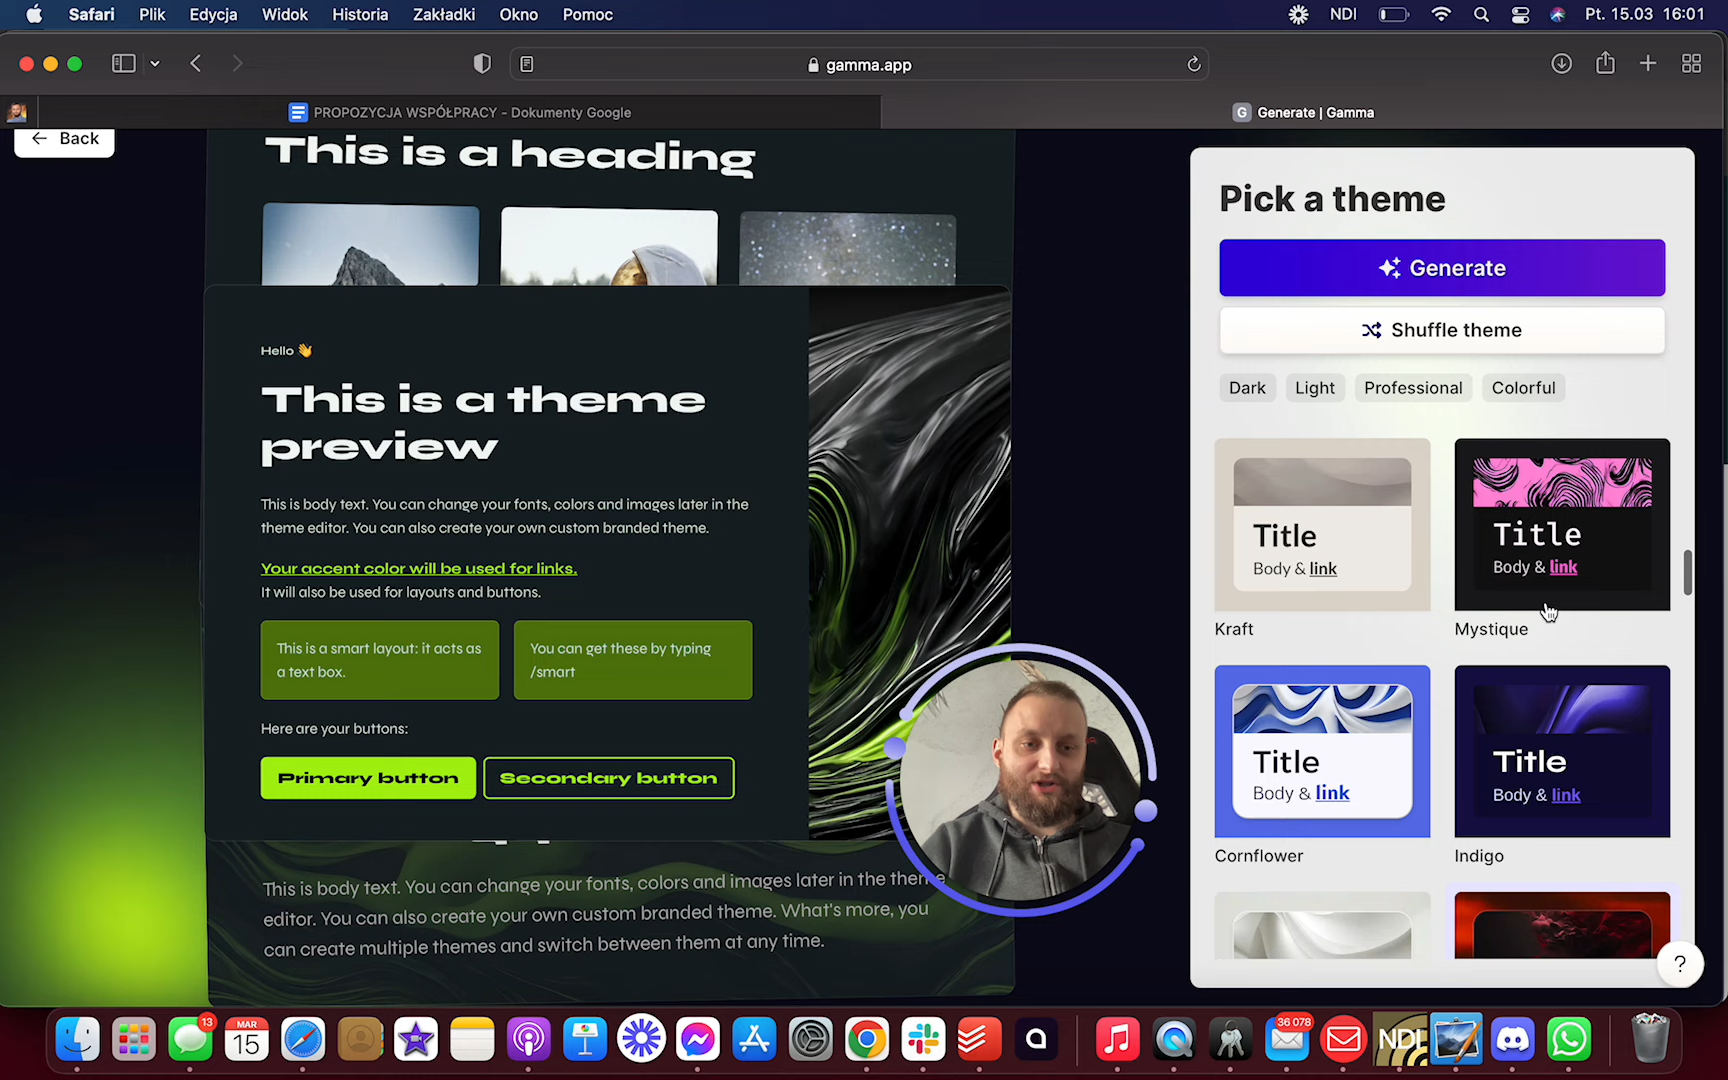 Safari Plik Edycja Widok Historia Zakładki Okno Pomoc
NDI Pt. 15.03 16:01
gamma.app
PROPOZYCJA WSPÓŁPRACY - Dokumenty Google
G Generate | Gamma
← Back
This is a heading
Hello 👋
This is a theme
preview
This is body text. You can change your fonts, colors and images later in the
theme editor. You can also create your own custom branded theme.
Your accent color will be used for links.
It will also be used for layouts and buttons.
This is a smart layout: it acts as
a text box.
You can get these by typing
/smart
Here are your buttons:
Primary button
Secondary button
This is body text. You can change your fonts, colors and images later in the theme
editor. You can also create your own custom branded theme. What's more, you
can create multiple themes and switch between them at any time.
Pick a theme
Generate
Shuffle theme
Dark Light Professional Colorful
Title
Body & link
Kraft
Title
Body & link
Mystique
Title
Body & link
Cornflower
Title
Body & link
Indigo
?
13
MAR
15
36 078
NDI